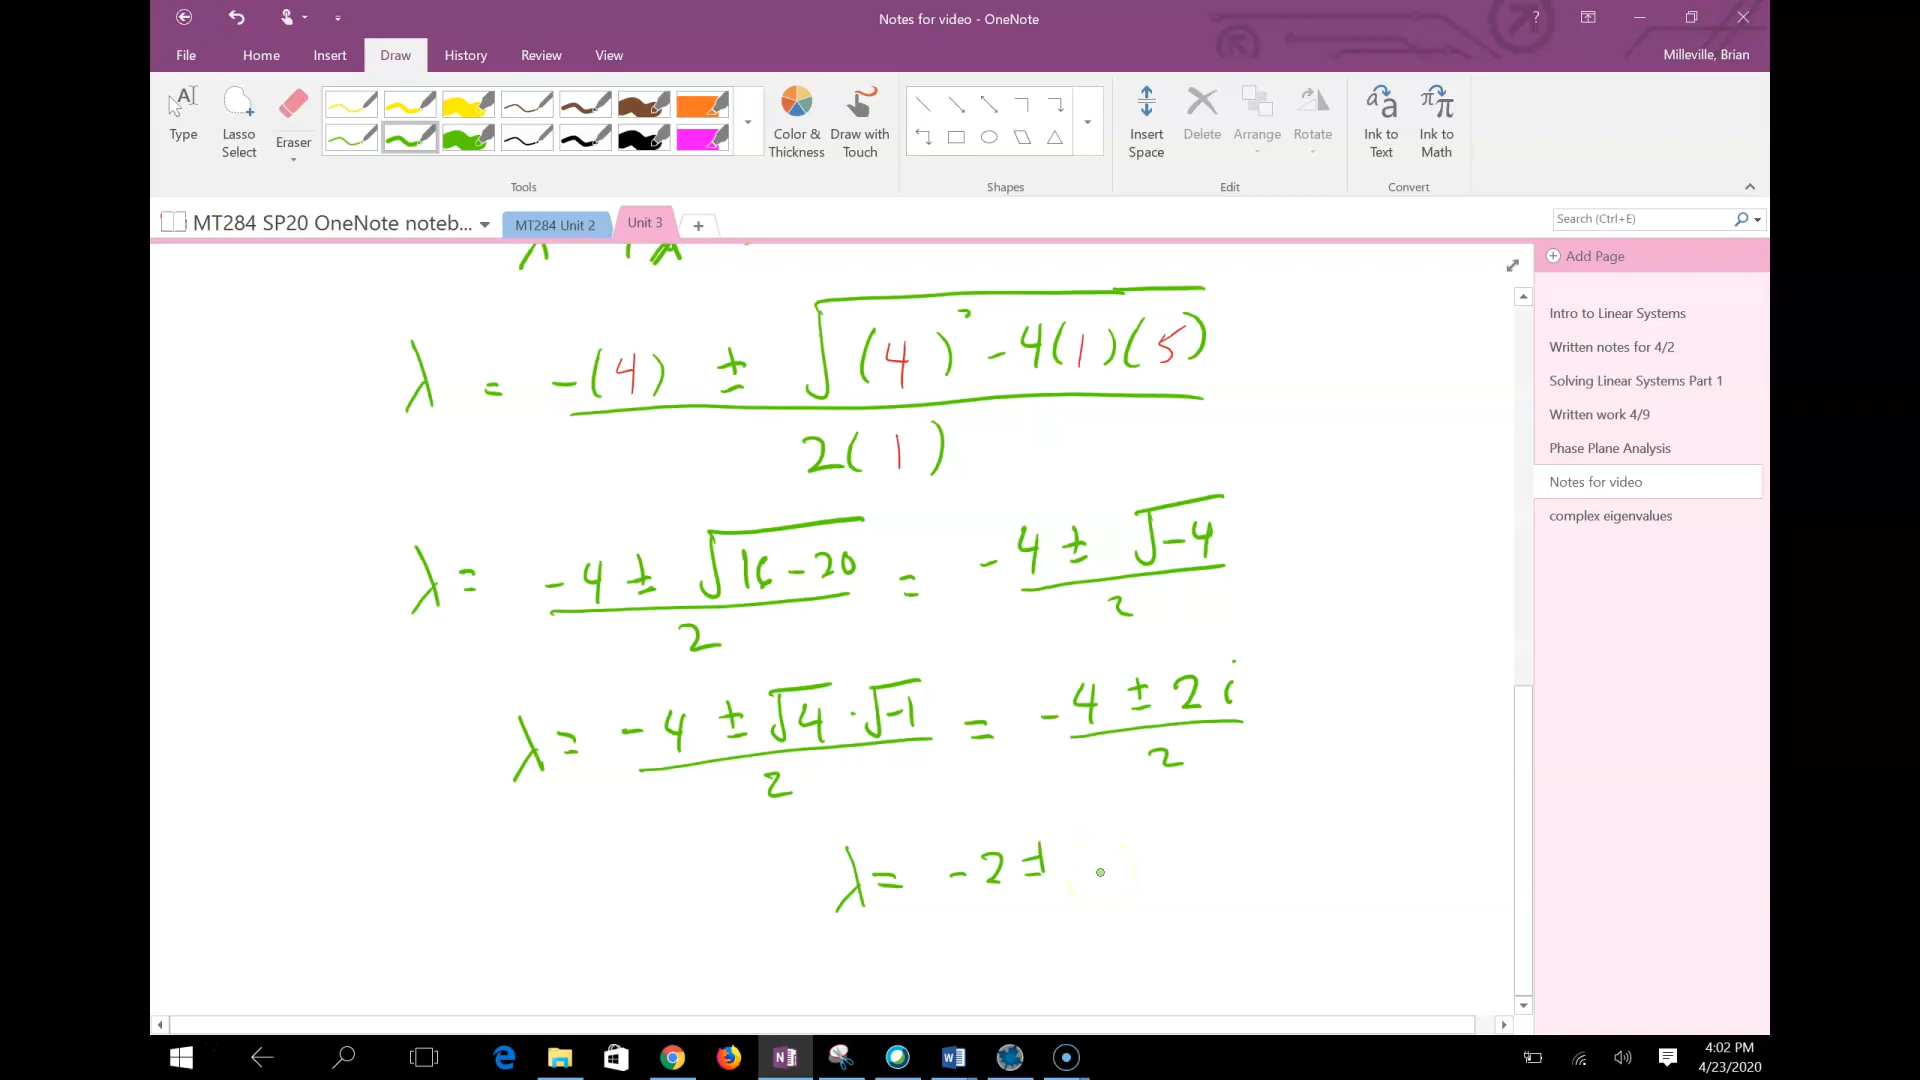 Notes for video - OneNote
?
File Home Insert Draw History Review View
Milleville, Brian
Type
Lasso Select
Eraser
Color & Thickness
Draw with Touch
Insert Space
Delete
Arrange
Rotate
Ink to Text
Ink to Math
Tools
Shapes
Edit
Convert
MT284 SP20 OneNote noteb...
MT284 Unit 2
Unit 3
Search (Ctrl+E)
Add Page
Intro to Linear Systems
Written notes for 4/2
Solving Linear Systems Part 1
Written work 4/9
Phase Plane Analysis
Notes for video
complex eigenvalues
λ = -(4) ± √(4)² - 4(1)(5)
2(1)
λ = -4 ± √16-20 = -4 ± √-4
2 2
λ = -4 ± √4 · √-1 = -4 ± 2i
2 2
λ = -2 ±
4:02 PM
4/23/2020